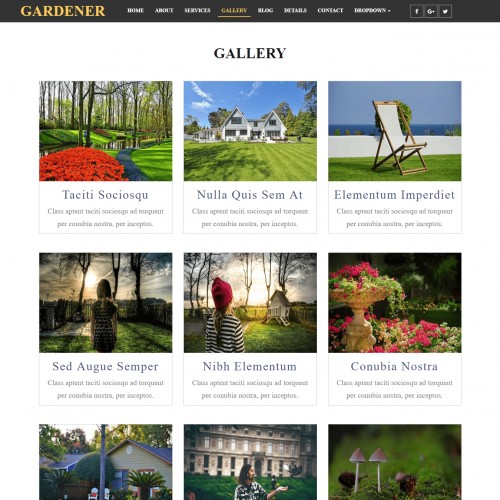 GARDENER
HOME ABOUT SERVICES GALLERY BLOG DETAILS CONTACT DROPDOWN
GALLERY
Taciti Sociosqu
Class aptent taciti sociosqu ad torquent
per conubia nostra, per inceptos.
Nulla Quis Sem At
Class aptent taciti sociosqu ad torquent
per conubia nostra, per inceptos.
Elementum Imperdiet
Class aptent taciti sociosqu ad torquent
per conubia nostra, per inceptos.
Sed Augue Semper
Class aptent taciti sociosqu ad torquent
per conubia nostra, per inceptos.
Nibh Elementum
Class aptent taciti sociosqu ad torquent
per conubia nostra, per inceptos.
Conubia Nostra
Class aptent taciti sociosqu ad torquent
per conubia nostra, per inceptos.